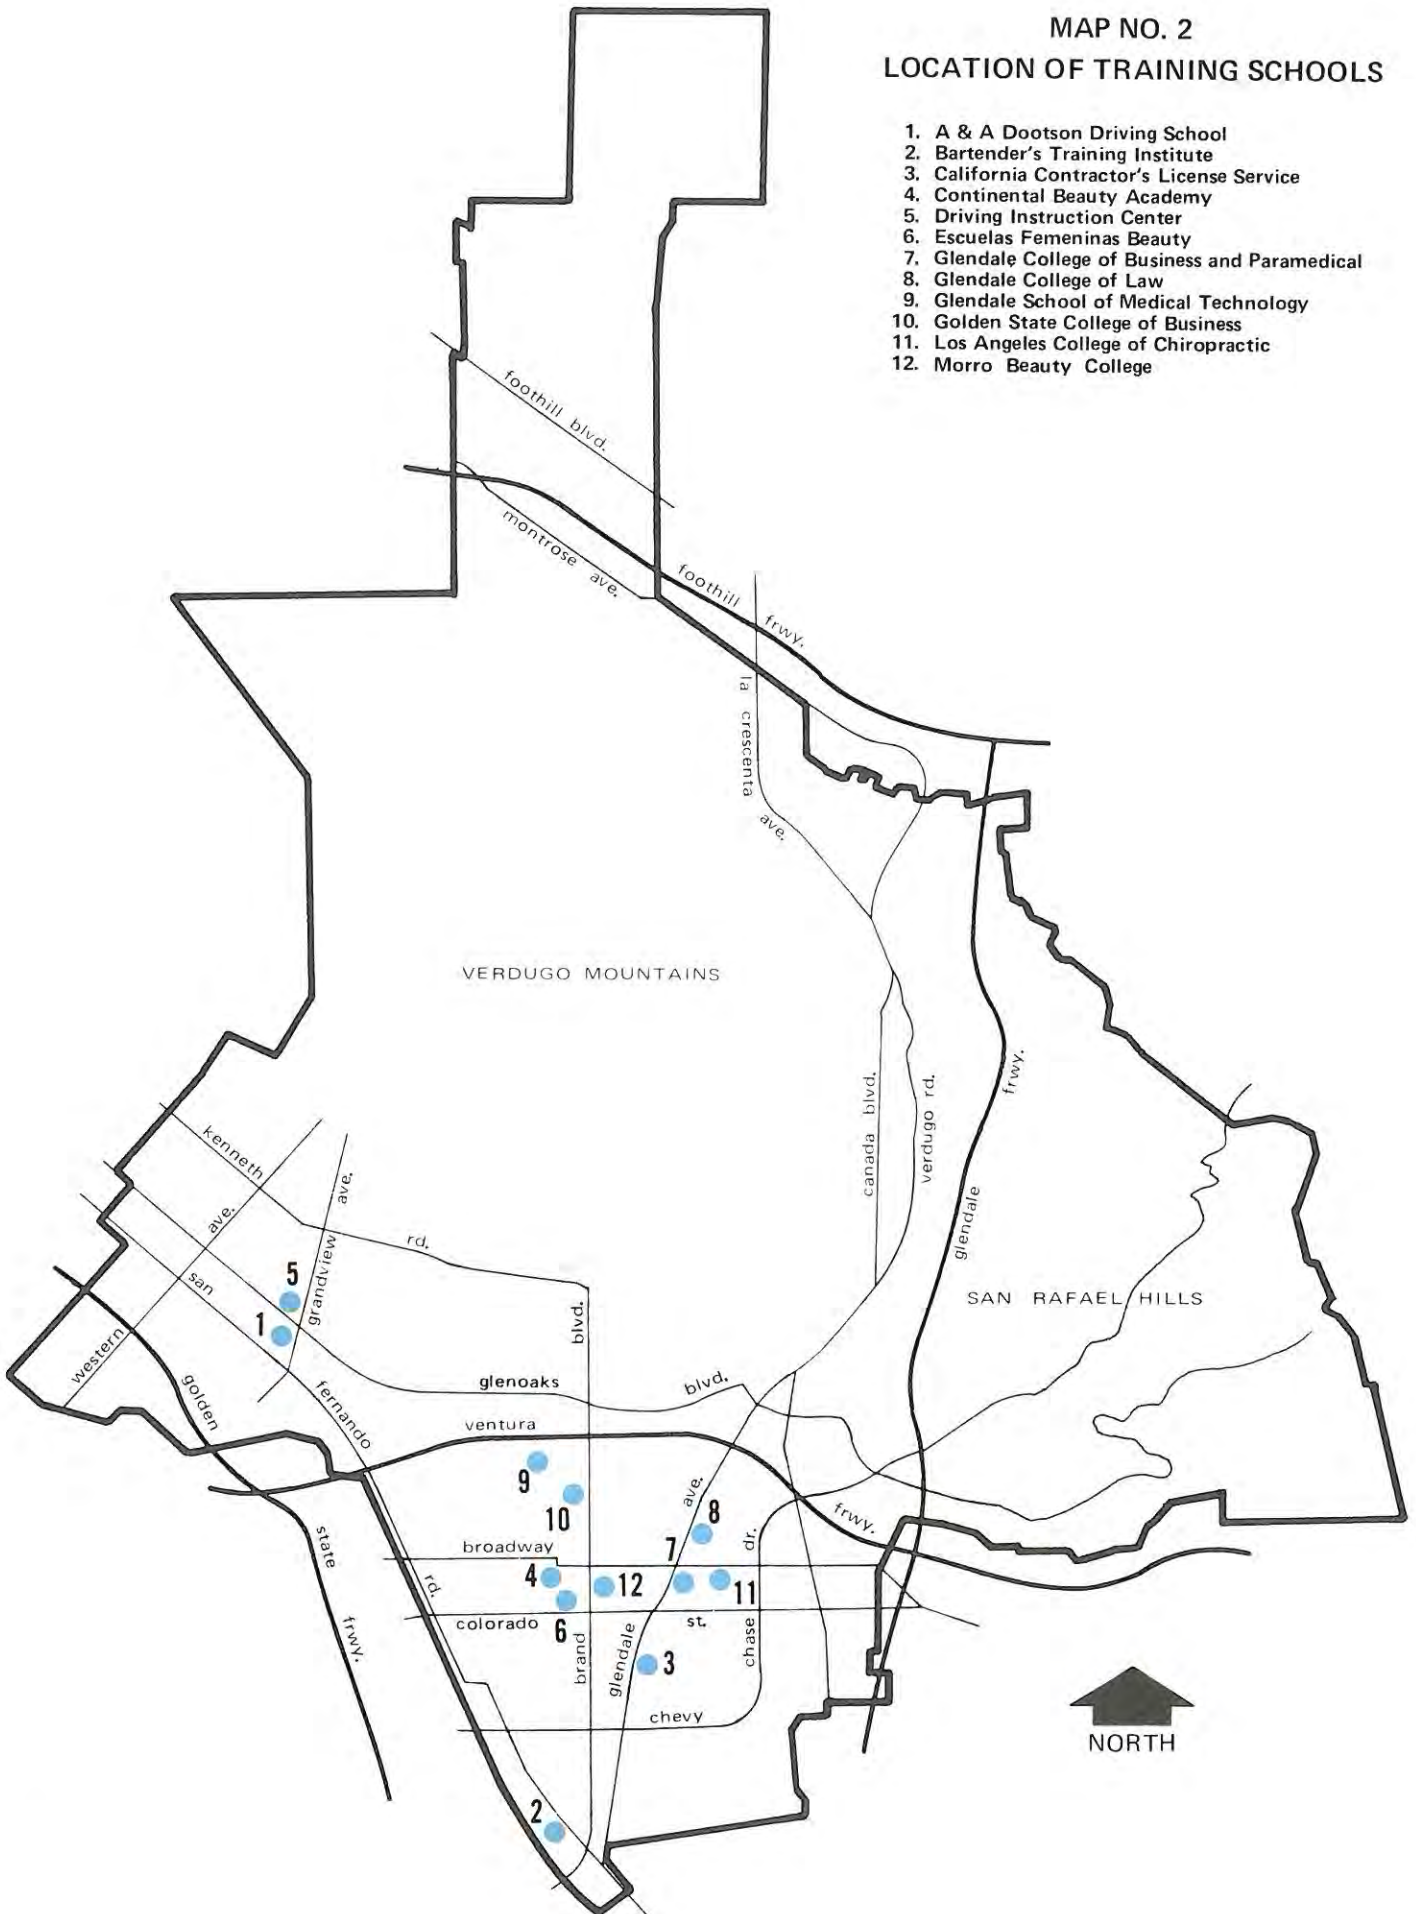 MAP NO. 2
LOCATION OF TRAINING SCHOOLS
1. A & A Dootson Driving School
2. Bartender's Training Institute
3. California Contractor's License Service
4. Continental Beauty Academy
5. Driving Instruction Center
6. Escuelas Femeninas Beauty
7. Glendale College of Business and Paramedical
8. Glendale College of Law
9. Glendale School of Medical Technology
10. Golden State College of Business
11. Los Angeles College of Chiropractic
12. Morro Beauty College
foothill blvd.
montrose ave.
foothill frwy.
la crescenta ave.
VERDUGO MOUNTAINS
canada blvd.
verdugo rd.
glendale frwy.
kenneth rd.
western ave.
grandview ave.
san fernando rd.
5
1
SAN RAFAEL HILLS
golden state frwy.
glenoaks blvd.
ventura frwy.
brand blvd.
glendale ave.
9
10
8
7
broadway
4
12
11
6
colorado st.
3
chevy chase dr.
2
NORTH